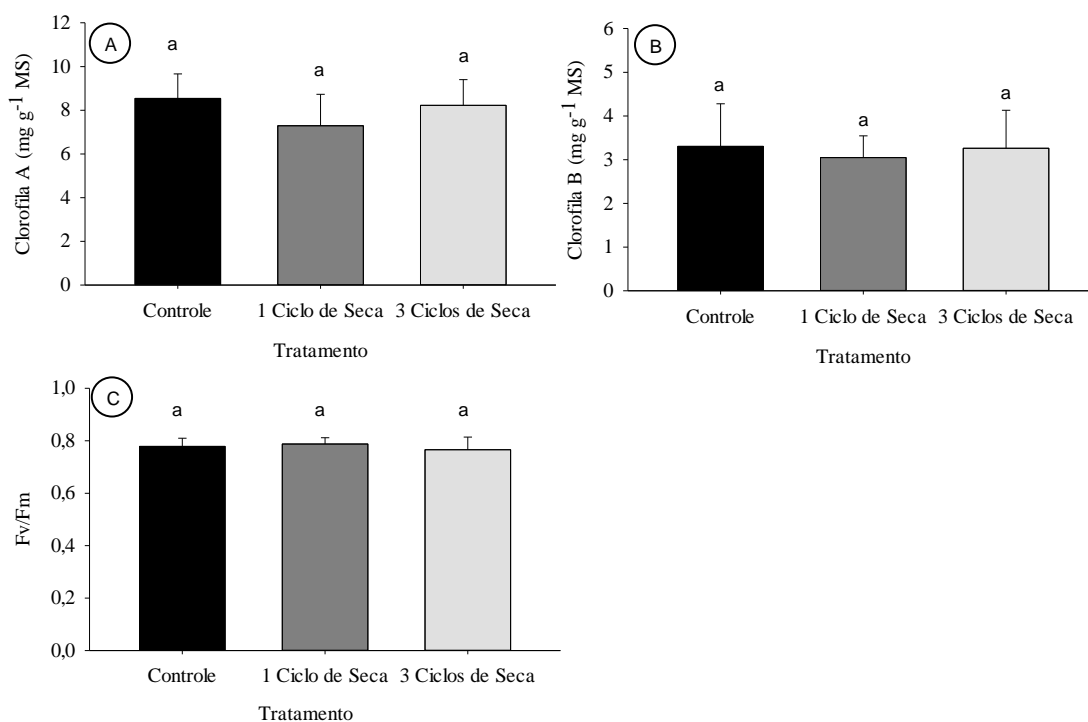 A
Clorofila A (mg g-1 MS)
12
10
8
6
4
2
0
a
a
a
Controle
1 Ciclo de Seca
3 Ciclos de Seca
Tratamento
B
Clorofila B (mg g-1 MS)
6
5
4
3
2
1
0
a
a
a
Controle
1 Ciclo de Seca
3 Ciclos de Seca
Tratamento
C
Fv/Fm
1,0
0,8
0,6
0,4
0,2
0,0
a
a
a
Controle
1 Ciclo de Seca
3 Ciclos de Seca
Tratamento